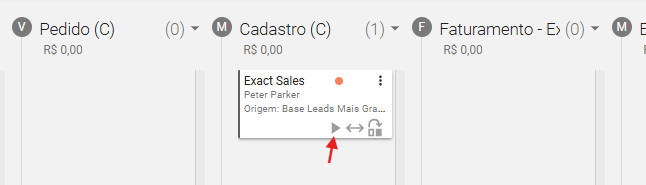 V Pedido (C) (0)
R$ 0,00
M Cadastro (C) (1)
R$ 0,00
Exact Sales
Peter Parker
Origem: Base Leads Mais Gra...
F Faturamento - Ex (0)
R$ 0,00
M